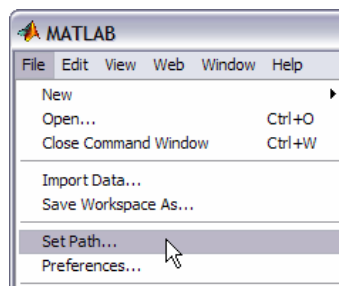 MATLAB
File Edit View Web Window Help
New
Open... Ctrl+O
Close Command Window Ctrl+W
Import Data...
Save Workspace As...
Set Path...
Preferences...